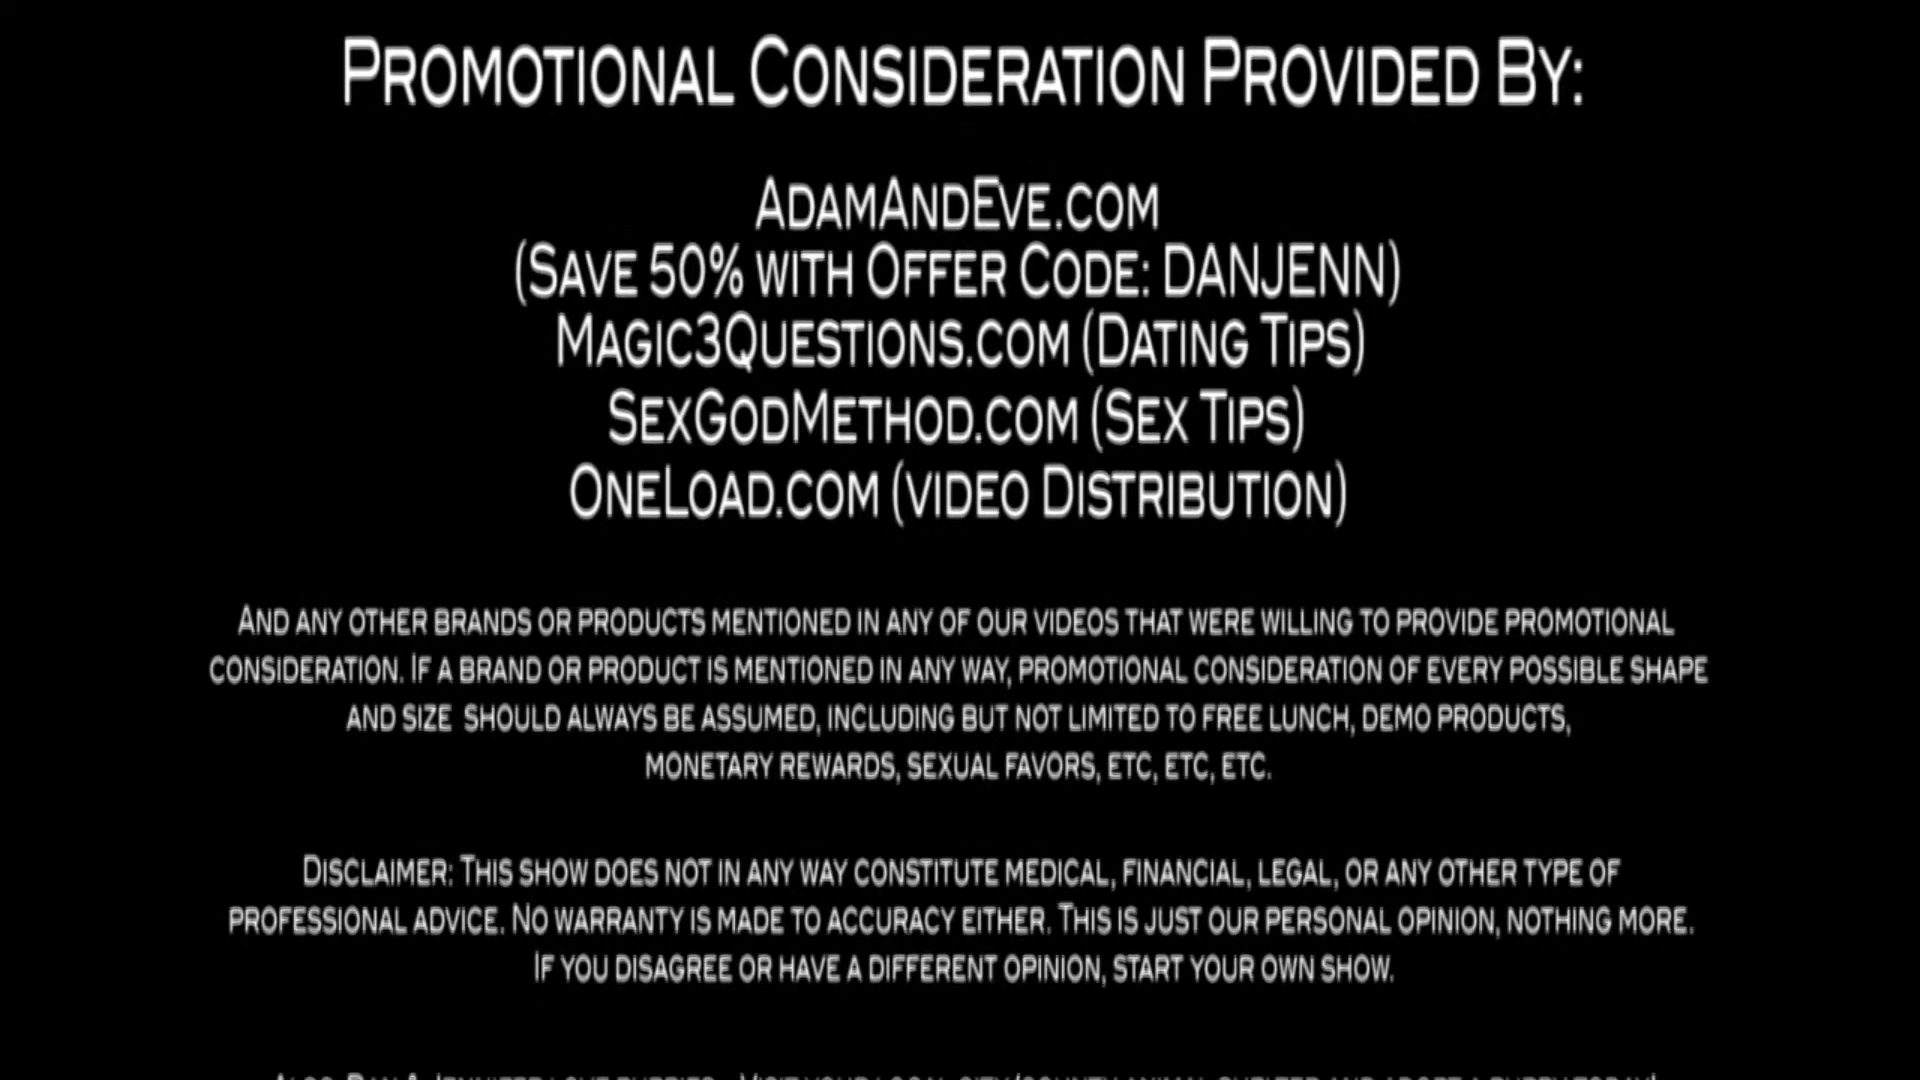 Promotional Consideration Provided By:
AdamAndEve.com
(Save 50% with Offer Code: DANJENN)
Magic3Questions.com (Dating Tips)
SexGodMethod.com (Sex Tips)
OneLoad.com (video Distribution)
And any other brands or products mentioned in any of our videos that were willing to provide promotional
consideration. If a brand or product is mentioned in any way, promotional consideration of every possible shape
and size should always be assumed, including but not limited to free lunch, demo products,
monetary rewards, sexual favors, etc, etc, etc.
Disclaimer: This show does not in any way constitute medical, financial, legal, or any other type of
professional advice. No warranty is made to accuracy either. This is just our personal opinion, nothing more.
If you disagree or have a different opinion, start your own show.